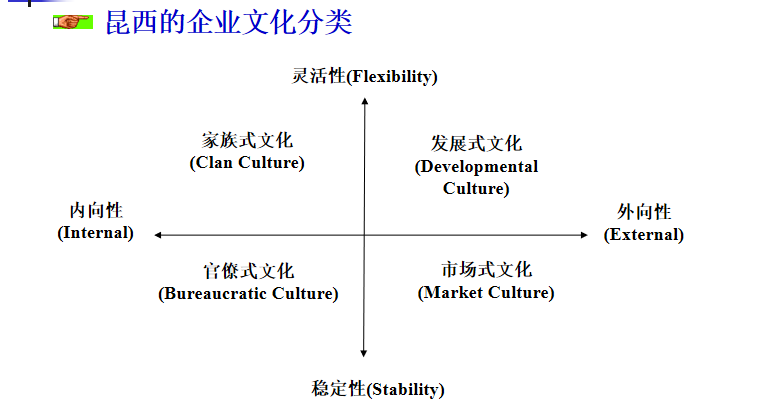 昆西的企业文化分类
灵活性(Flexibility)
家族式文化
(Clan Culture)
发展式文化
(Developmental
Culture)
内向性
(Internal)
外向性
(External)
官僚式文化
(Bureaucratic Culture)
市场式文化
(Market Culture)
稳定性(Stability)